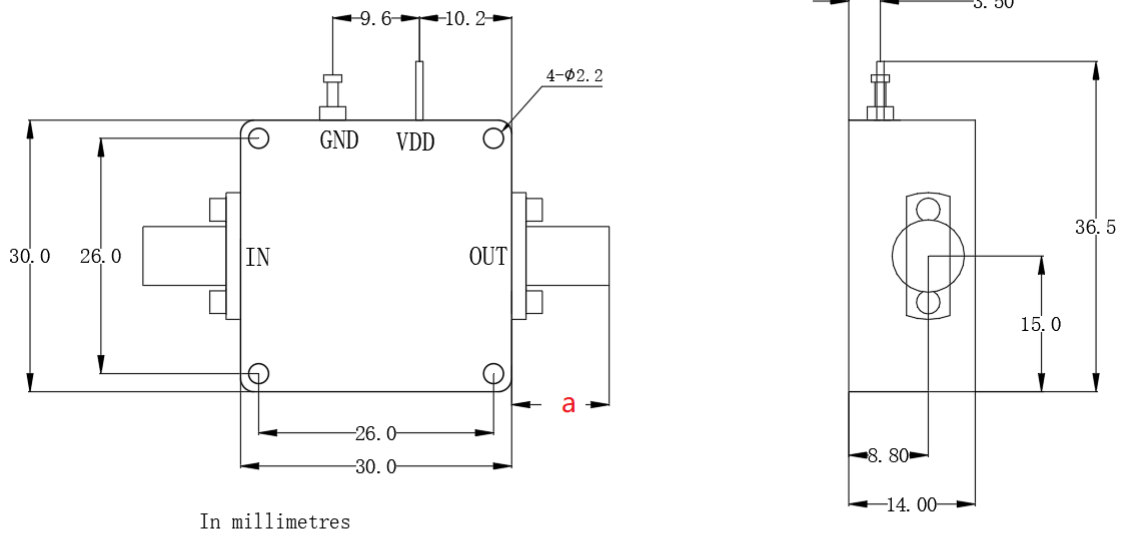 9.6
10.2
3.50
4-ϕ2.2
GND
VDD
30.0
26.0
IN
OUT
36.5
15.0
a
26.0
8.80
30.0
14.00
In millimetres